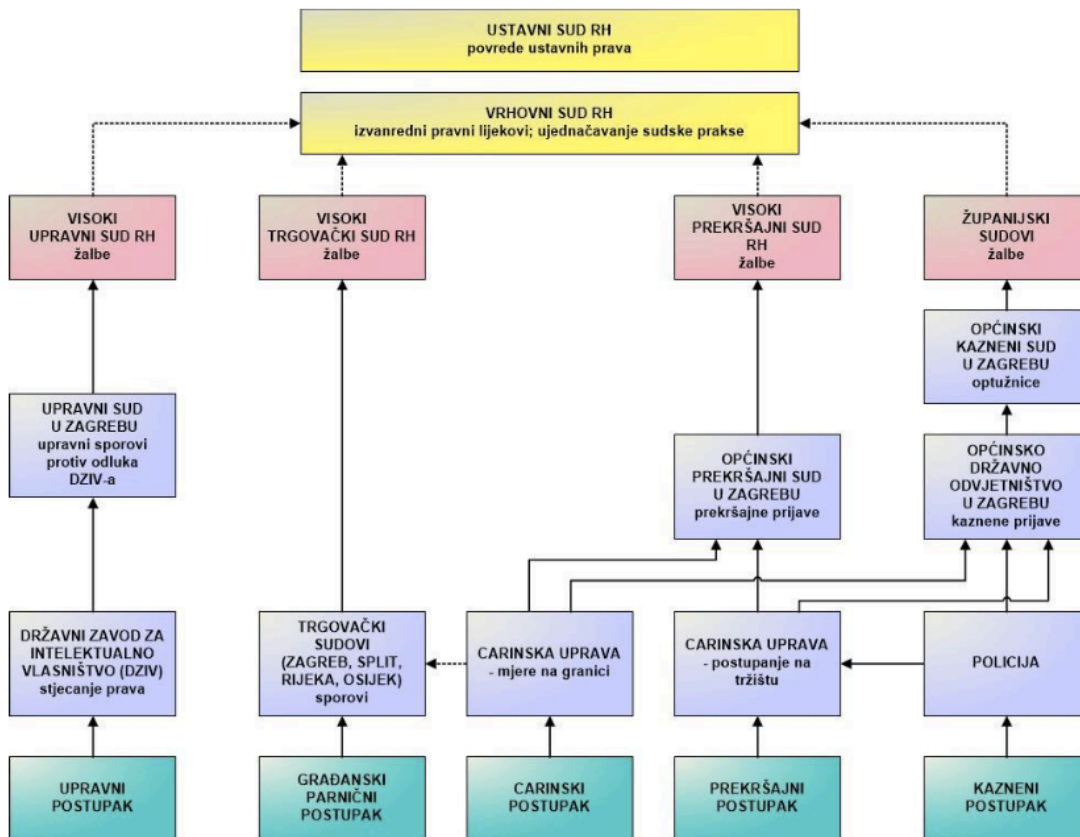 USTAVNI SUD RH
povrede ustavnih prava
VRHOVNI SUD RH
izvanredni pravni lijekovi; ujednačavanje sudske prakse
VISOKI
UPRAVNI SUD RH
žalbe
VISOKI
TRGOVAČKI SUD RH
žalbe
VISOKI
PREKRŠAJNI SUD
RH
žalbe
ŽUPANIJSKI
SUDOVI
žalbe
OPĆINSKI
KAZNENI SUD
U ZAGREBU
optužnice
UPRAVNI SUD
U ZAGREBU
upravni sporovi
protiv odluka
DZIV-a
OPĆINSKI
PREKRŠAJNI SUD
U ZAGREBU
prekršajne prijave
OPĆINSKO
DRŽAVNO
ODVJETNIŠTVO
U ZAGREBU
kaznene prijave
DRŽAVNI ZAVOD ZA
INTELEKTUALNO
VLASNIŠTVO (DZIV)
stjecanje prava
TRGOVAČKI
SUDOVI
(ZAGREB, SPLIT,
RIJEKA, OSIJEK)
sporovi
CARINSKA UPRAVA
- mjere na granici
CARINSKA UPRAVA
- postupanje na
tržištu
POLICIJA
UPRAVNI
POSTUPAK
GRAĐANSKI
PARNIČNI
POSTUPAK
CARINSKI
POSTUPAK
PREKRŠAJNI
POSTUPAK
KAZNENI
POSTUPAK